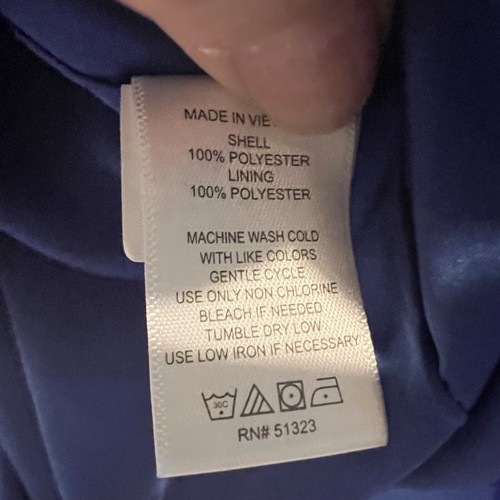 MADE IN VIE
SHELL
100% POLYESTER
LINING
100% POLYESTER
MACHINE WASH COLD
WITH LIKE COLORS
GENTLE CYCLE
USE ONLY NON CHLORINE
BLEACH IF NEEDED
TUMBLE DRY LOW
USE LOW IRON IF NECESSARY
30C
RN# 51323